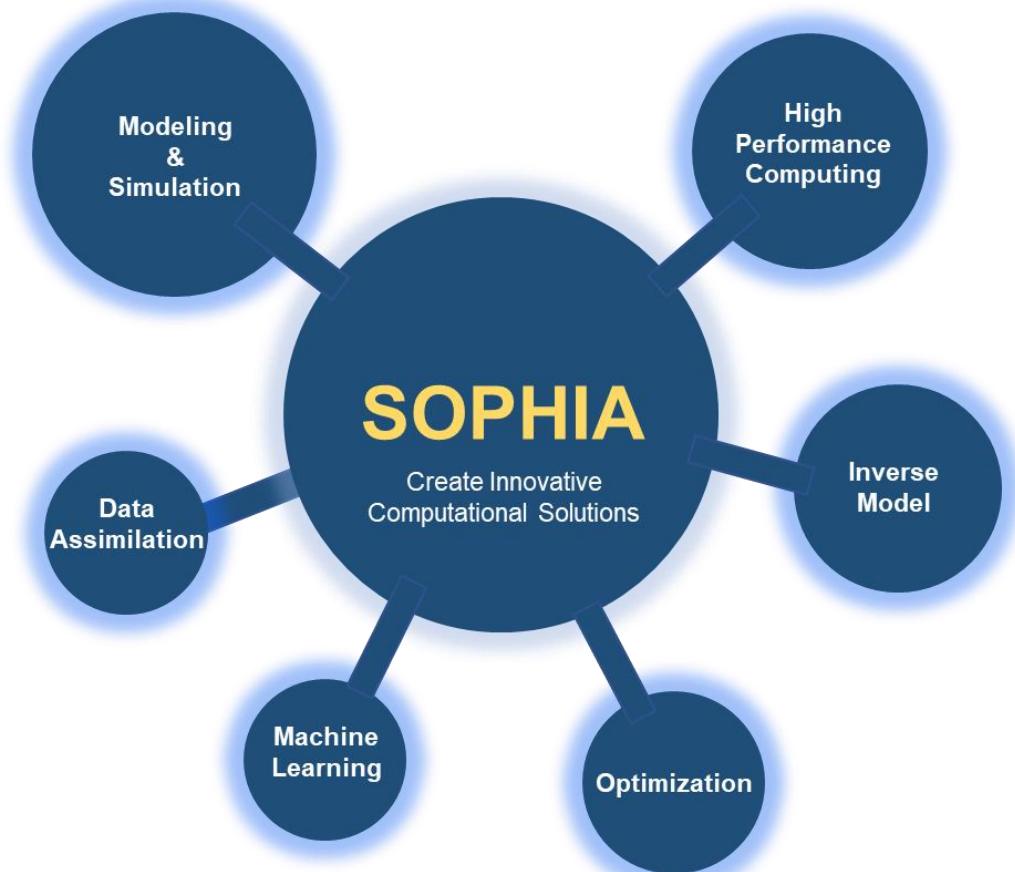 Modeling
&
Simulation
High
Performance
Computing
SOPHIA
Create Innovative
Computational Solutions
Inverse
Model
Data
Assimilation
Machine
Learning
Optimization